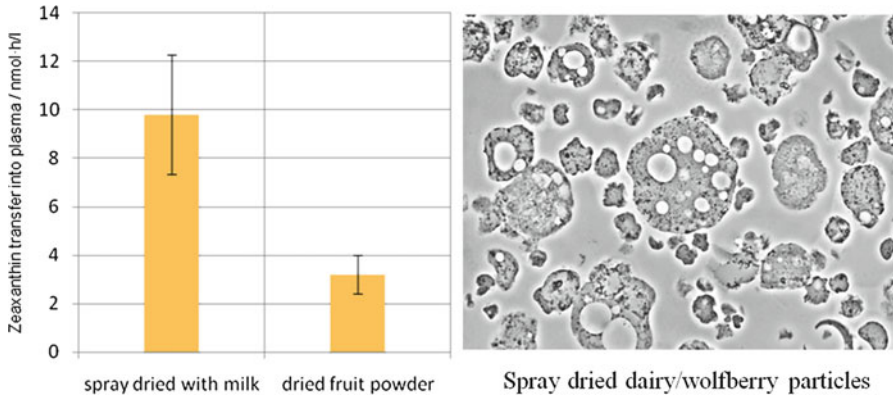 Zeaxanthin transfer into plasma / nmol·h/l
14
12
10
8
6
4
2
0
spray dried with milk
dried fruit powder
Spray dried dairy/wolfberry particles